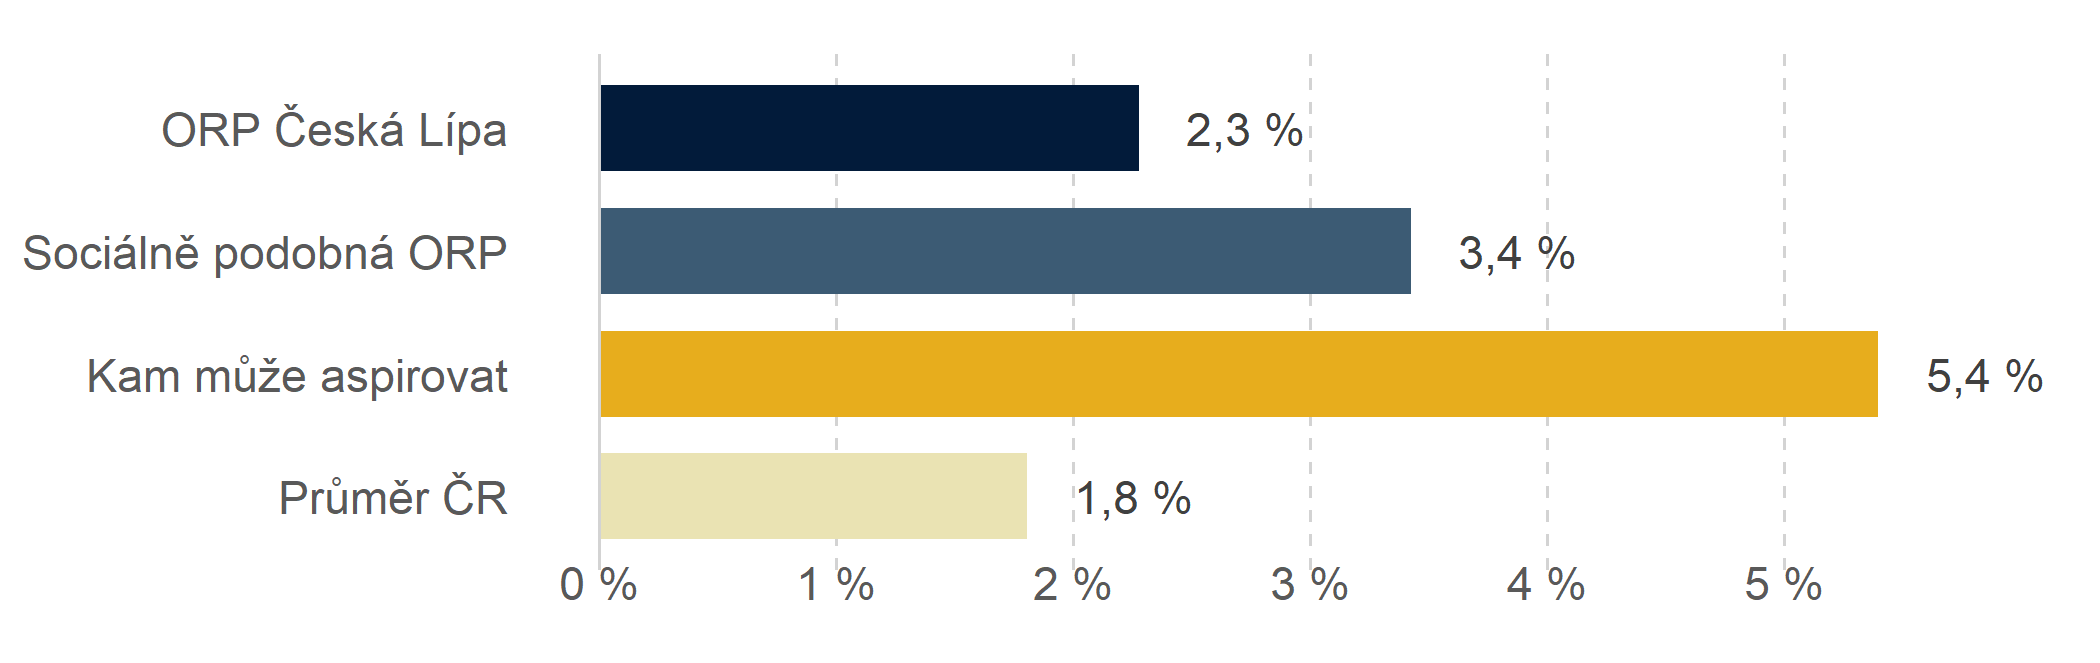 ORP Česká Lípa 2,3 %
Sociálně podobná ORP 3,4 %
Kam může aspirovat 5,4 %
Průměr ČR 1,8 %
0 % 1 % 2 % 3 % 4 % 5 %